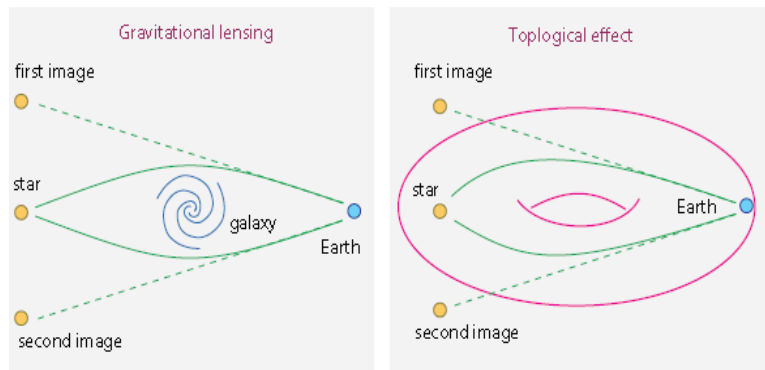 Gravitational lensing
first image
star
galaxy
Earth
second image
Toplogical effect
first image
star
Earth
second image